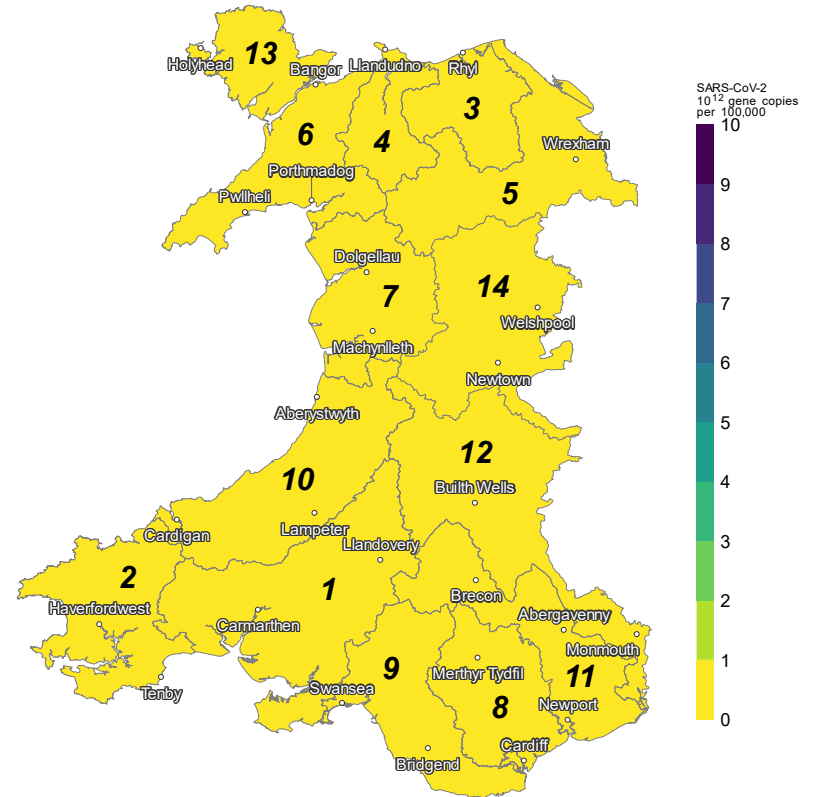 13
Holyhead
Bangor
Llandudno
Rhyl
SARS-CoV-2
10¹² gene copies
per 100,000
10
3
6
4
Wrexham
Porthmadog
9
Pwllheli
5
8
Dolgellau
7
14
7
Welshpool
Machynlleth
6
Newtown
Aberystwyth
5
12
10
Builth Wells
4
Lampeter
Cardigan
Llandovery
3
2
1
Brecon
Haverfordwest
Abergavenny
2
Carmarthen
Monmouth
9
Merthyr Tydfil
11
1
Tenby
Swansea
8
Newport
0
Cardiff
Bridgend